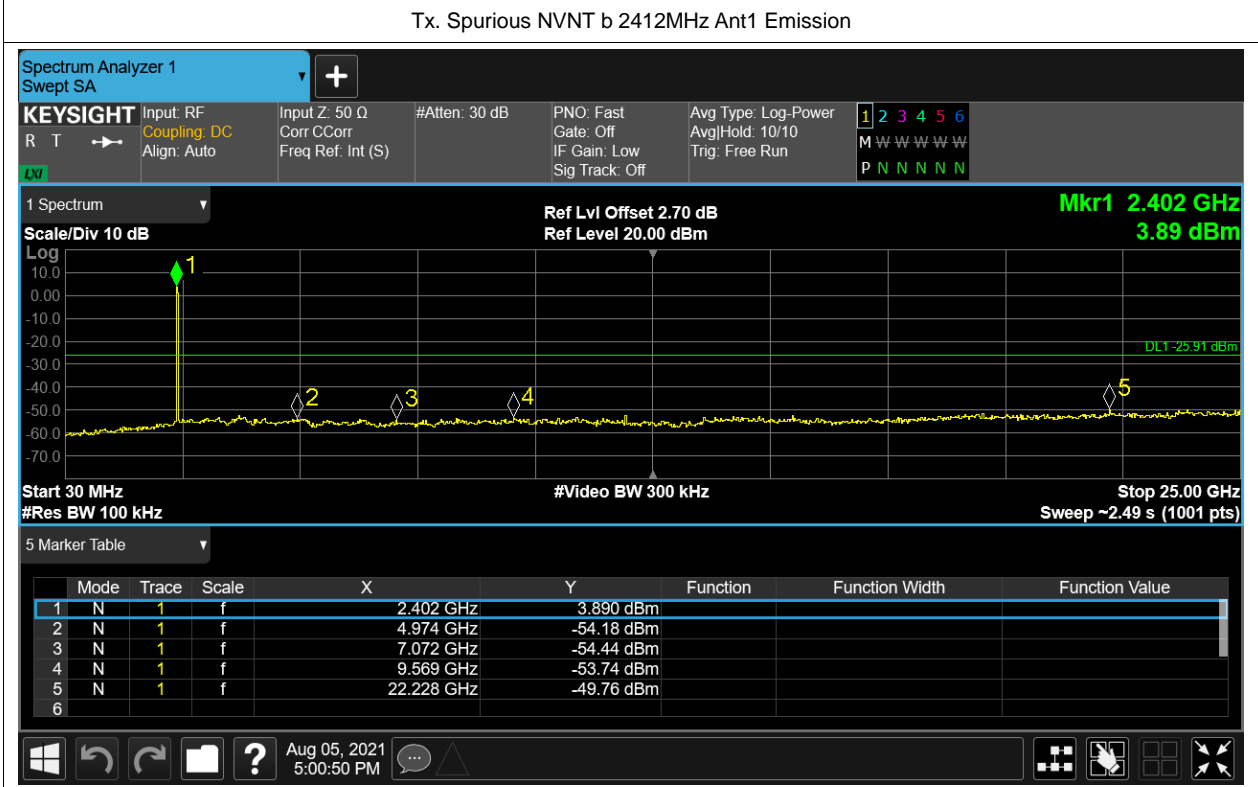 Tx. Spurious NVNT b 2412MHz Ant1 Emission
Spectrum Analyzer 1
Swept SA
+
KEYSIGHT Input: RF Input Z: 50 Ω #Atten: 30 dB PNO: Fast Avg Type: Log-Power 1 2 3 4 5 6
R T Coupling: DC Corr CCorr Gate: Off Avg|Hold: 10/10 M W W W W W
Align: Auto Freq Ref: Int (S) IF Gain: Low Trig: Free Run
LXI Sig Track: Off P N N N N N
1 Spectrum Ref Lvl Offset 2.70 dB Mkr1 2.402 GHz
Scale/Div 10 dB Ref Level 20.00 dBm 3.89 dBm
Log
1
10.0
0.00
-10.0
-20.0
DL1 -25.91 dBm
-30.0
-40.0
2 3 4 5
-50.0
-60.0
-70.0
Start 30 MHz #Video BW 300 kHz Stop 25.00 GHz
#Res BW 100 kHz Sweep ~2.49 s (1001 pts)
5 Marker Table
Mode Trace Scale X Y Function Function Width Function Value
1 N 1 f 2.402 GHz 3.890 dBm
2 N 1 f 4.974 GHz -54.18 dBm
3 N 1 f 7.072 GHz -54.44 dBm
4 N 1 f 9.569 GHz -53.74 dBm
5 N 1 f 22.228 GHz -49.76 dBm
6
? Aug 05, 2021
5:00:50 PM